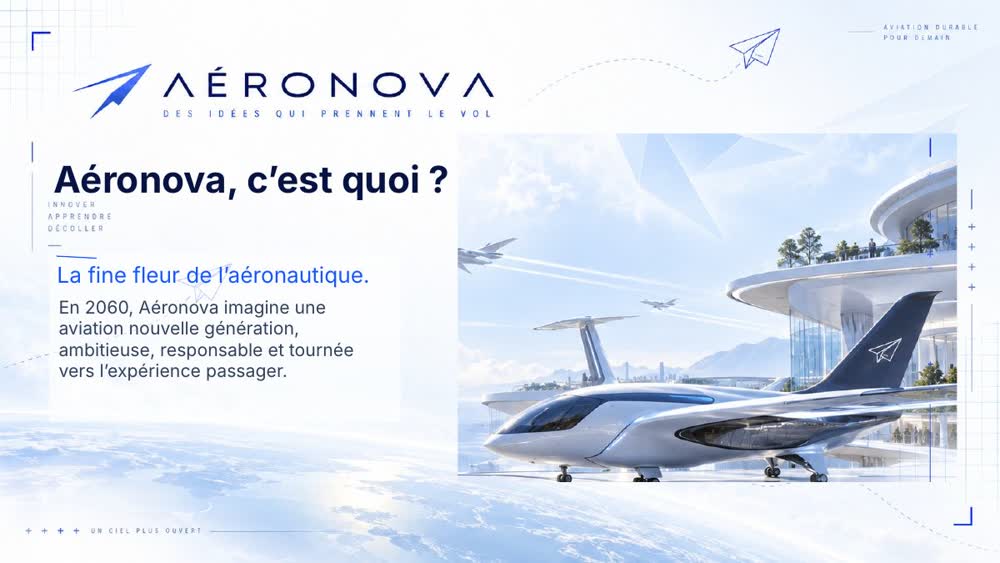 AVIATION DURABLE
POUR DEMAIN
AÉRONOVA
DES IDÉES QUI PRENNENT LE VOL
Aéronova, c’est quoi ?
INNOVER
APPRENDRE
DÉCOLLER
La fine fleur de l’aéronautique.
En 2060, Aéronova imagine une
aviation nouvelle génération,
ambitieuse, responsable et tournée
vers l’expérience passager.
UN CIEL PLUS OUVERT